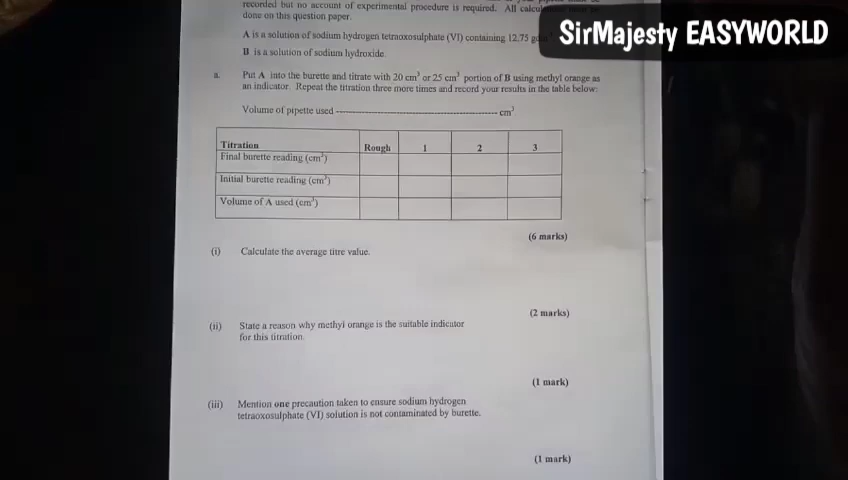 recorded but no account of experimental procedure is required. All
done on this question paper.
SirMajesty EASYWORLD
A is a solution of sodium hydrogen tetraoxosulphate (VI) containing 12.75
B is a solution of sodium hydroxide.
a. Put A into the burette and titrate with 20 cm³ or 25 cm³ portion of B using methyl orange as
an indicator. Repeat the titration three more times and record your results in the table below:
Volume of pipette used ---------------------------------------------------- cm³
Titration Rough 1 2 3
Final burette reading (cm³)
Initial burette reading (cm³)
Volume of A used (cm³)
(6 marks)
(i) Calculate the average titre value.
(2 marks)
(ii) State a reason why methyl orange is the suitable indicator
for this titration.
(1 mark)
(iii) Mention one precaution taken to ensure sodium hydrogen
tetraoxosulphate (VI) solution is not contaminated by burette.
(1 mark)